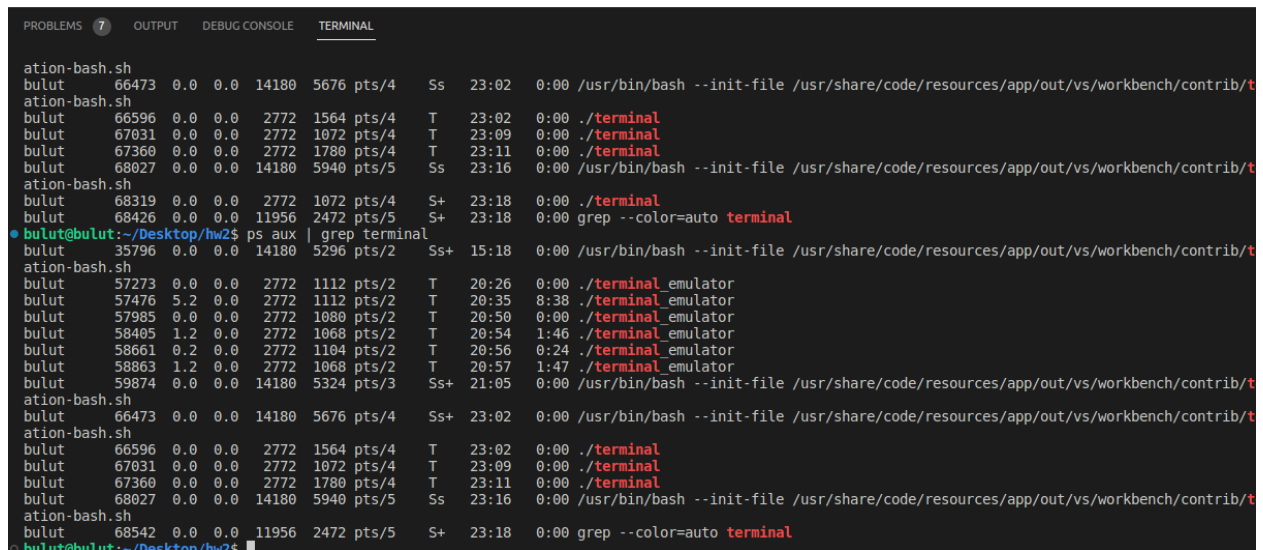 PROBLEMS 7 OUTPUT DEBUG CONSOLE TERMINAL
ation-bash.sh
bulut 66473 0.0 0.0 14180 5676 pts/4 Ss 23:02 0:00 /usr/bin/bash --init-file /usr/share/code/resources/app/out/vs/workbench/contrib/t
ation-bash.sh
bulut 66596 0.0 0.0 2772 1564 pts/4 T 23:02 0:00 ./terminal
bulut 67031 0.0 0.0 2772 1072 pts/4 T 23:09 0:00 ./terminal
bulut 67360 0.0 0.0 2772 1780 pts/4 T 23:11 0:00 ./terminal
bulut 68027 0.0 0.0 14180 5940 pts/5 Ss 23:16 0:00 /usr/bin/bash --init-file /usr/share/code/resources/app/out/vs/workbench/contrib/t
ation-bash.sh
bulut 68319 0.0 0.0 2772 1072 pts/4 S+ 23:18 0:00 ./terminal
bulut 68426 0.0 0.0 11956 2472 pts/5 S+ 23:18 0:00 grep --color=auto terminal
bulut@bulut:~/Desktop/hw2$ ps aux | grep terminal
bulut 35796 0.0 0.0 14180 5296 pts/2 Ss+ 15:18 0:00 /usr/bin/bash --init-file /usr/share/code/resources/app/out/vs/workbench/contrib/t
ation-bash.sh
bulut 57273 0.0 0.0 2772 1112 pts/2 T 20:26 0:00 ./terminal_emulator
bulut 57476 5.2 0.0 2772 1112 pts/2 T 20:35 8:38 ./terminal_emulator
bulut 57985 0.0 0.0 2772 1080 pts/2 T 20:50 0:00 ./terminal_emulator
bulut 58405 1.2 0.0 2772 1068 pts/2 T 20:54 1:46 ./terminal_emulator
bulut 58661 0.2 0.0 2772 1104 pts/2 T 20:56 0:24 ./terminal_emulator
bulut 58863 1.2 0.0 2772 1068 pts/2 T 20:57 1:47 ./terminal_emulator
bulut 59874 0.0 0.0 14180 5324 pts/3 Ss+ 21:05 0:00 /usr/bin/bash --init-file /usr/share/code/resources/app/out/vs/workbench/contrib/t
ation-bash.sh
bulut 66473 0.0 0.0 14180 5676 pts/4 Ss+ 23:02 0:00 /usr/bin/bash --init-file /usr/share/code/resources/app/out/vs/workbench/contrib/t
ation-bash.sh
bulut 66596 0.0 0.0 2772 1564 pts/4 T 23:02 0:00 ./terminal
bulut 67031 0.0 0.0 2772 1072 pts/4 T 23:09 0:00 ./terminal
bulut 67360 0.0 0.0 2772 1780 pts/4 T 23:11 0:00 ./terminal
bulut 68027 0.0 0.0 14180 5940 pts/5 Ss 23:16 0:00 /usr/bin/bash --init-file /usr/share/code/resources/app/out/vs/workbench/contrib/t
ation-bash.sh
bulut 68542 0.0 0.0 11956 2472 pts/5 S+ 23:18 0:00 grep --color=auto terminal
bulut@bulut:~/Desktop/hw2$